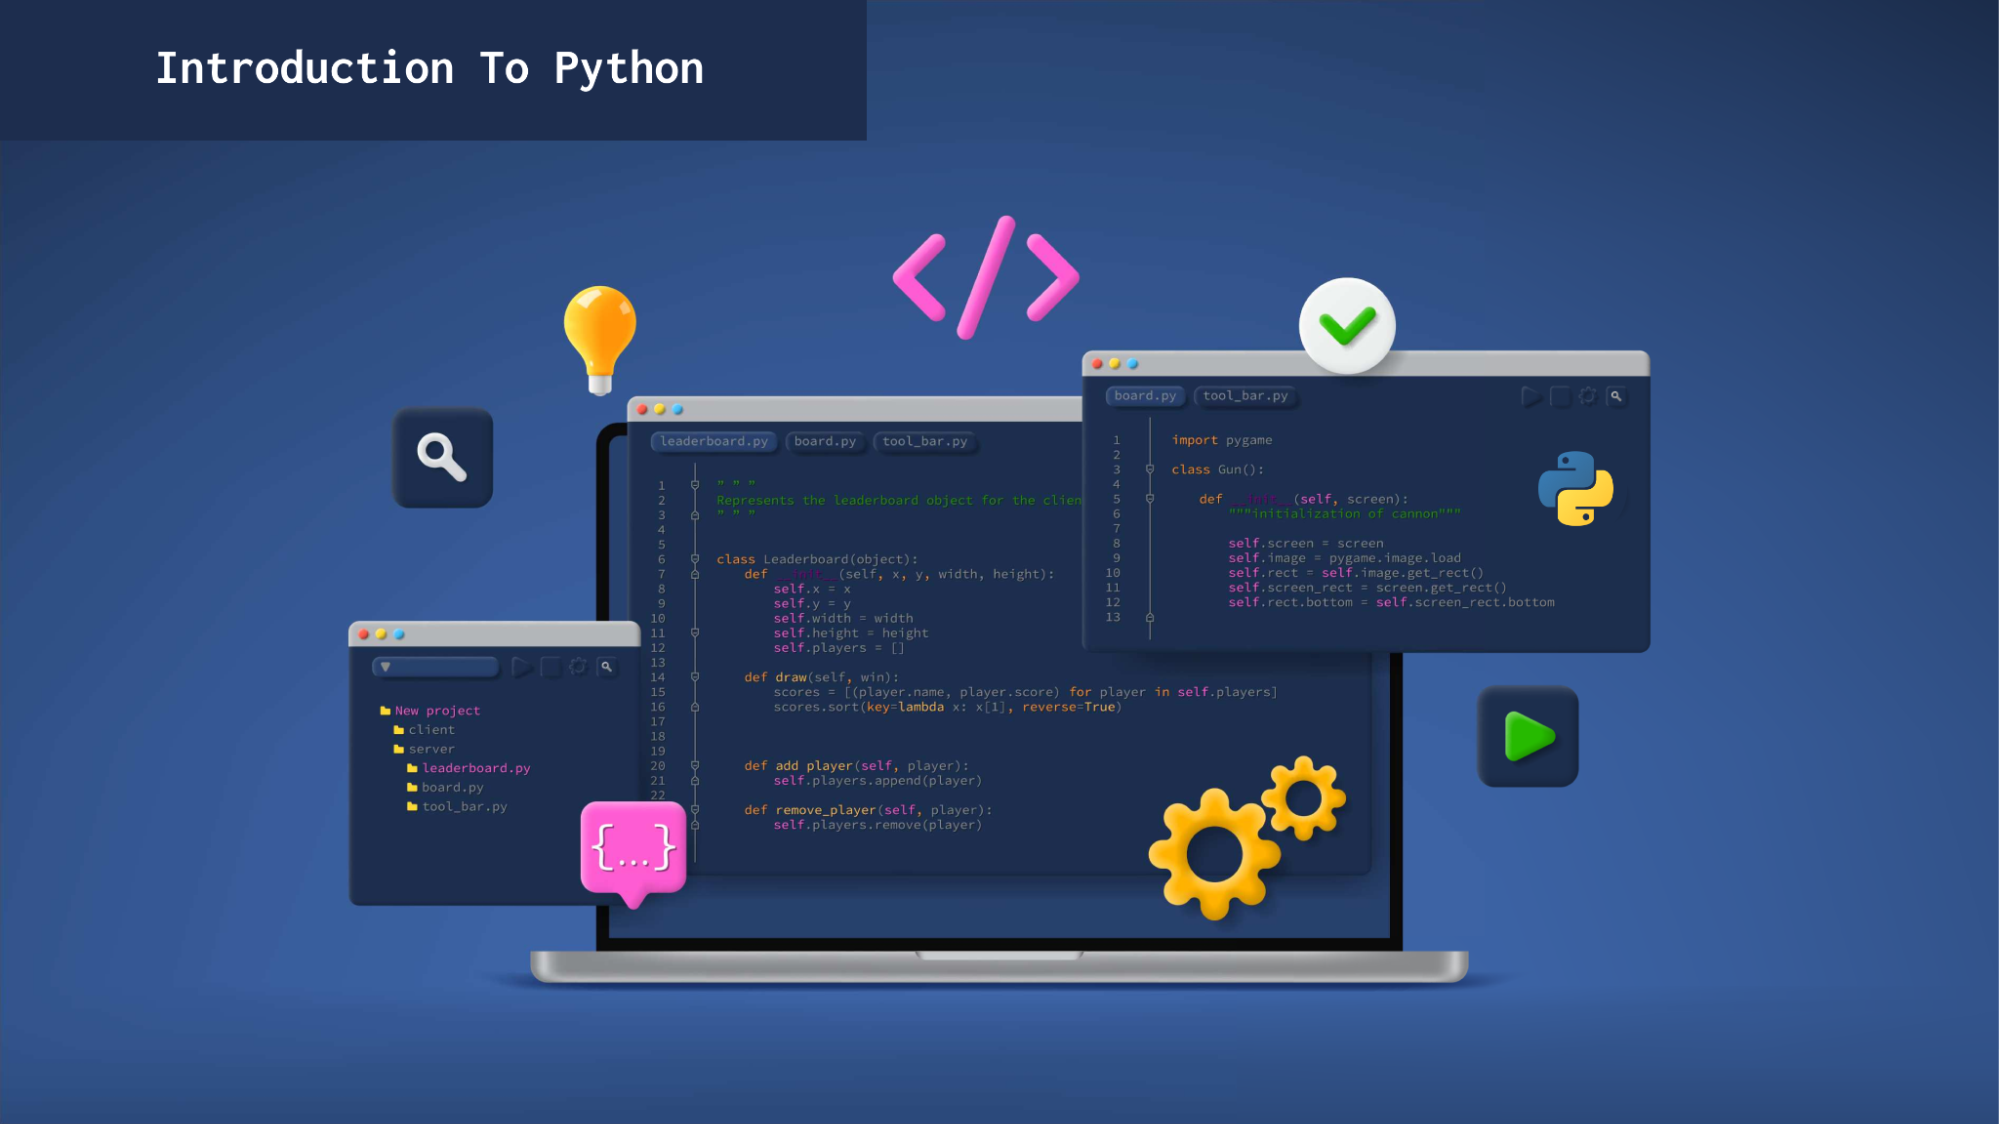 Introduction To Python
</>
board.py tool_bar.py
1 import pygame
2
3 class Gun():
4
5 def __init__(self, screen):
6 """initialization of cannon"""
7
8 self.screen = screen
9 self.image = pygame.image.load
10 self.rect = self.image.get_rect()
11 self.screen_rect = screen.get_rect()
12 self.rect.bottom = self.screen_rect.bottom
13
leaderboard.py board.py tool_bar.py
1 " " "
2 Represents the leaderboard object for the clien
3 " " "
4
5
6 class Leaderboard(object):
7 def __init__(self, x, y, width, height):
8 self.x = x
9 self.y = y
10 self.width = width
11 self.height = height
12 self.players = []
13
14 def draw(self, win):
15 scores = [(player.name, player.score) for player in self.players]
16 scores.sort(key=lambda x: x[1], reverse=True)
17
18
19
20 def add player(self, player):
21 self.players.append(player)
22
def remove_player(self, player):
self.players.remove(player)
New project
client
server
leaderboard.py
board.py
tool_bar.py
{...}